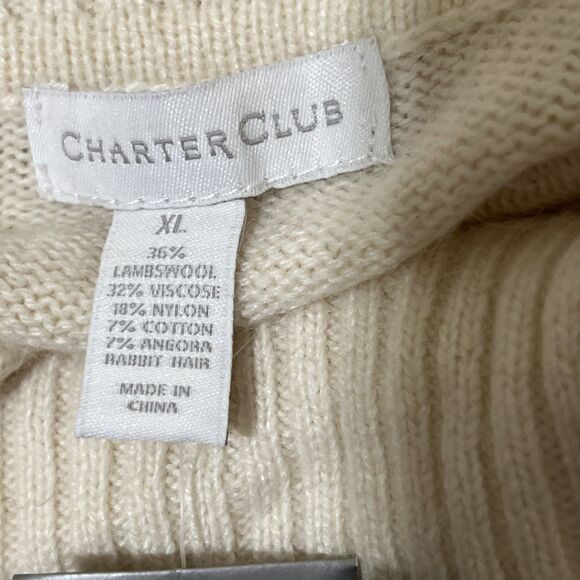 CHARTER CLUB
XL
36%
LAMBSWOOL
32% VISCOSE
18% NYLON
7% COTTON
7% ANGORA
RABBIT HAIR
MADE IN
CHINA